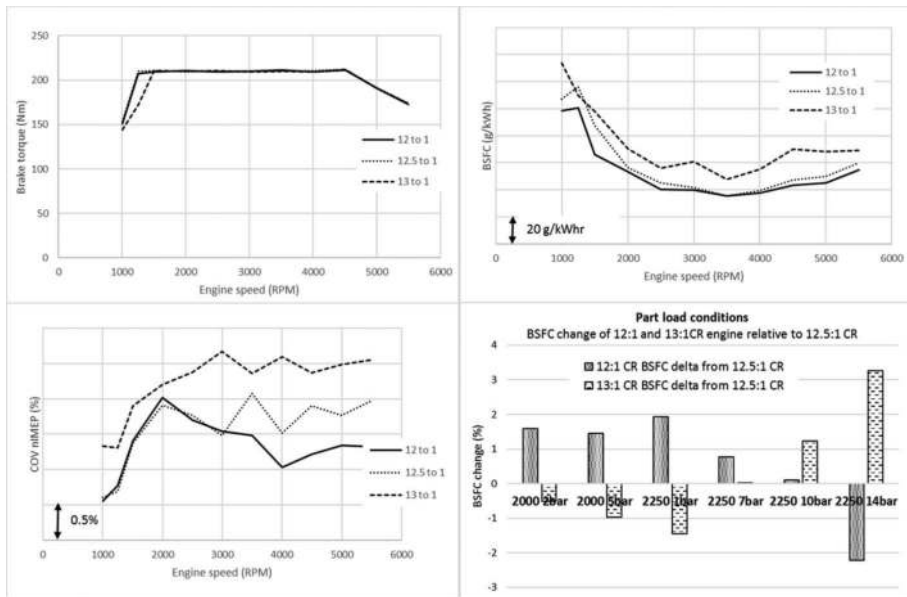 250
200
150
100
50
0
Brake torque (Nm)
12 to 1
12.5 to 1
13 to 1
0 1000 2000 3000 4000 5000 6000
Engine speed (RPM)
BSFC (g/kWh)
12 to 1
12.5 to 1
13 to 1
20 g/kWhr
0 1000 2000 3000 4000 5000 6000
Engine speed (RPM)
COV nIMEP (%)
12 to 1
12.5 to 1
13 to 1
0.5%
0 1000 2000 3000 4000 5000 6000
Engine speed (RPM)
Part load conditions
BSFC change of 12:1 and 13:1CR engine relative to 12.5:1 CR
4
3
2
1
0
-1
-2
-3
BSFC change (%)
12:1 CR BSFC delta from 12.5:1 CR
13:1 CR BSFC delta from 12.5:1 CR
2000 2bar 2000 5bar 2250 1bar 2250 7bar 2250 10bar 2250 14bar